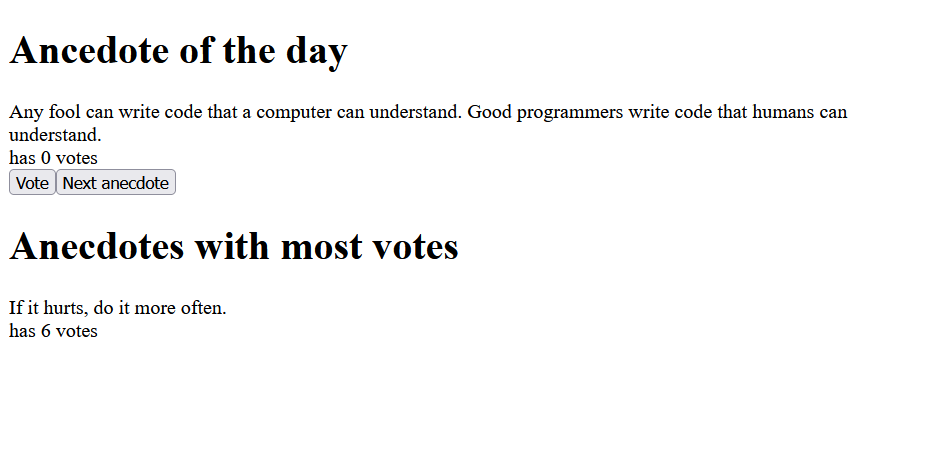 Ancedote of the day
Any fool can write code that a computer can understand. Good programmers write code that humans can
understand.
has 0 votes
Vote Next anecdote
Anecdotes with most votes
If it hurts, do it more often.
has 6 votes